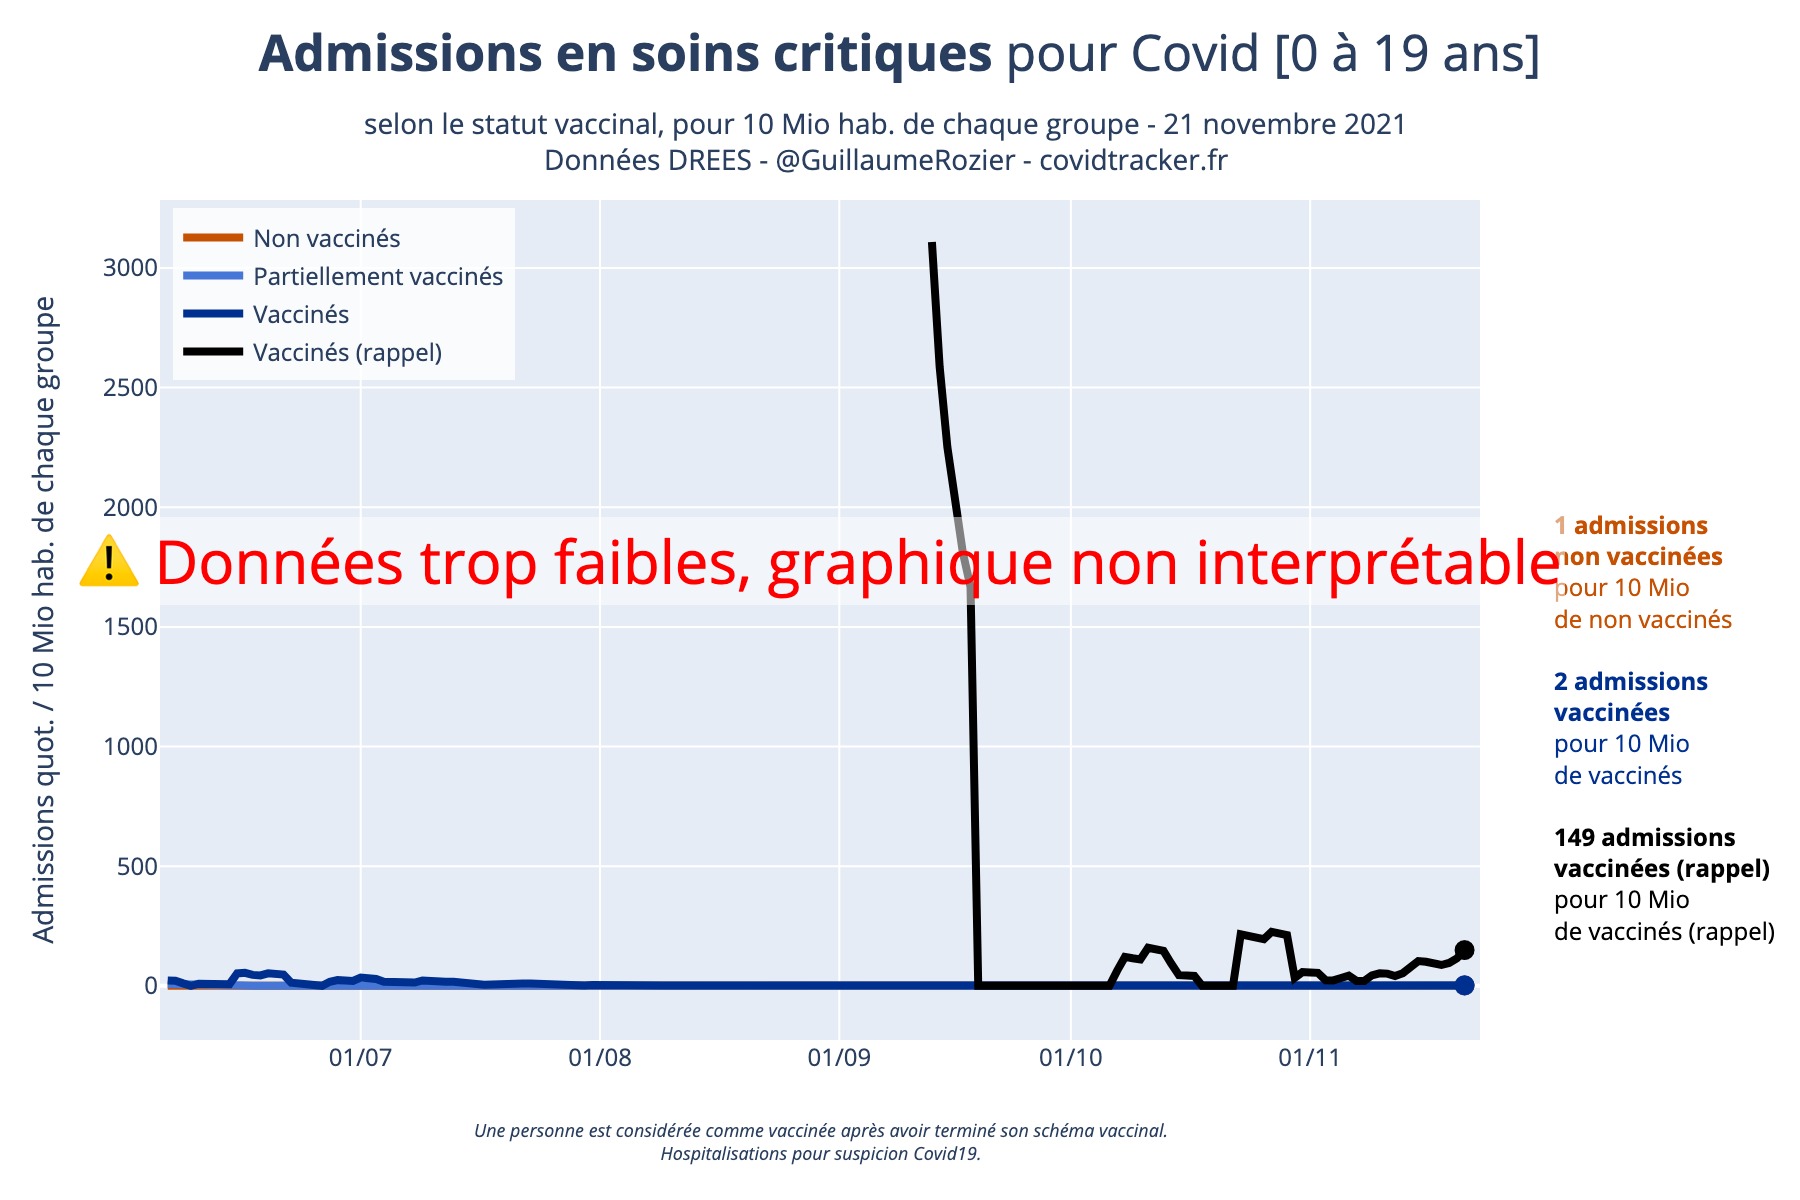 Admissions en soins critiques pour Covid [0 à 19 ans]
selon le statut vaccinal, pour 10 Mio hab. de chaque groupe - 21 novembre 2021
Données DREES - @GuillaumeRozier - covidtracker.fr
Admissions quot. / 10 Mio hab. de chaque groupe
Non vaccinés
Partiellement vaccinés
Vaccinés
Vaccinés (rappel)
3000
2500
2000
1500
1000
500
0
⚠️ Données trop faibles, graphique non interprétable
1 admissions
non vaccinées
pour 10 Mio
de non vaccinés
2 admissions
vaccinées
pour 10 Mio
de vaccinés
149 admissions
vaccinées (rappel)
pour 10 Mio
de vaccinés (rappel)
01/07
01/08
01/09
01/10
01/11
Une personne est considérée comme vaccinée après avoir terminé son schéma vaccinal.
Hospitalisations pour suspicion Covid19.